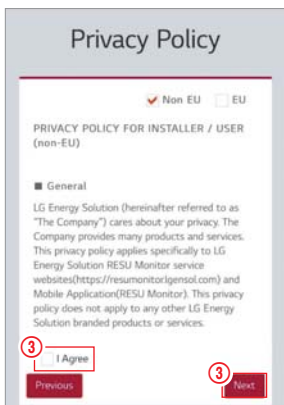 Privacy Policy
Non EU EU
PRIVACY POLICY FOR INSTALLER / USER
(non-EU)
■ General
LG Energy Solution (hereinafter referred to as
"The Company") cares about your privacy. The
Company provides many products and services.
This privacy policy applies specifically to LG
Energy Solution RESU Monitor service
websites(https://resumonitor.lgensol.com) and
Mobile Application(RESU Monitor). This privacy
policy does not apply to any other LG Energy
Solution branded products or services.
③ I Agree
③
Previous Next